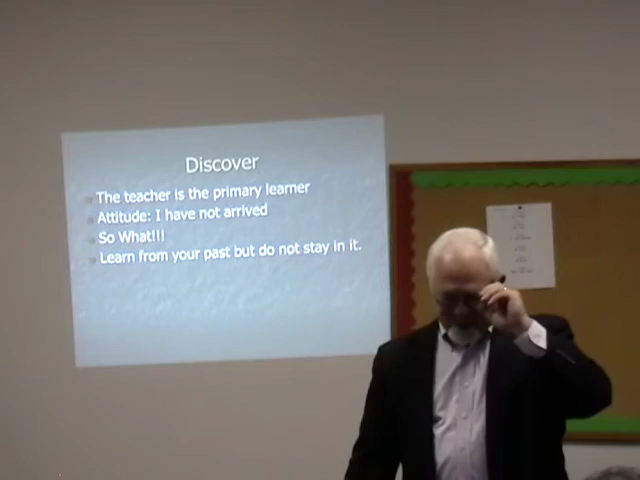 Discover
The teacher is the primary learner
Attitude: I have not arrived
So What!!!
Learn from your past but do not stay in it.